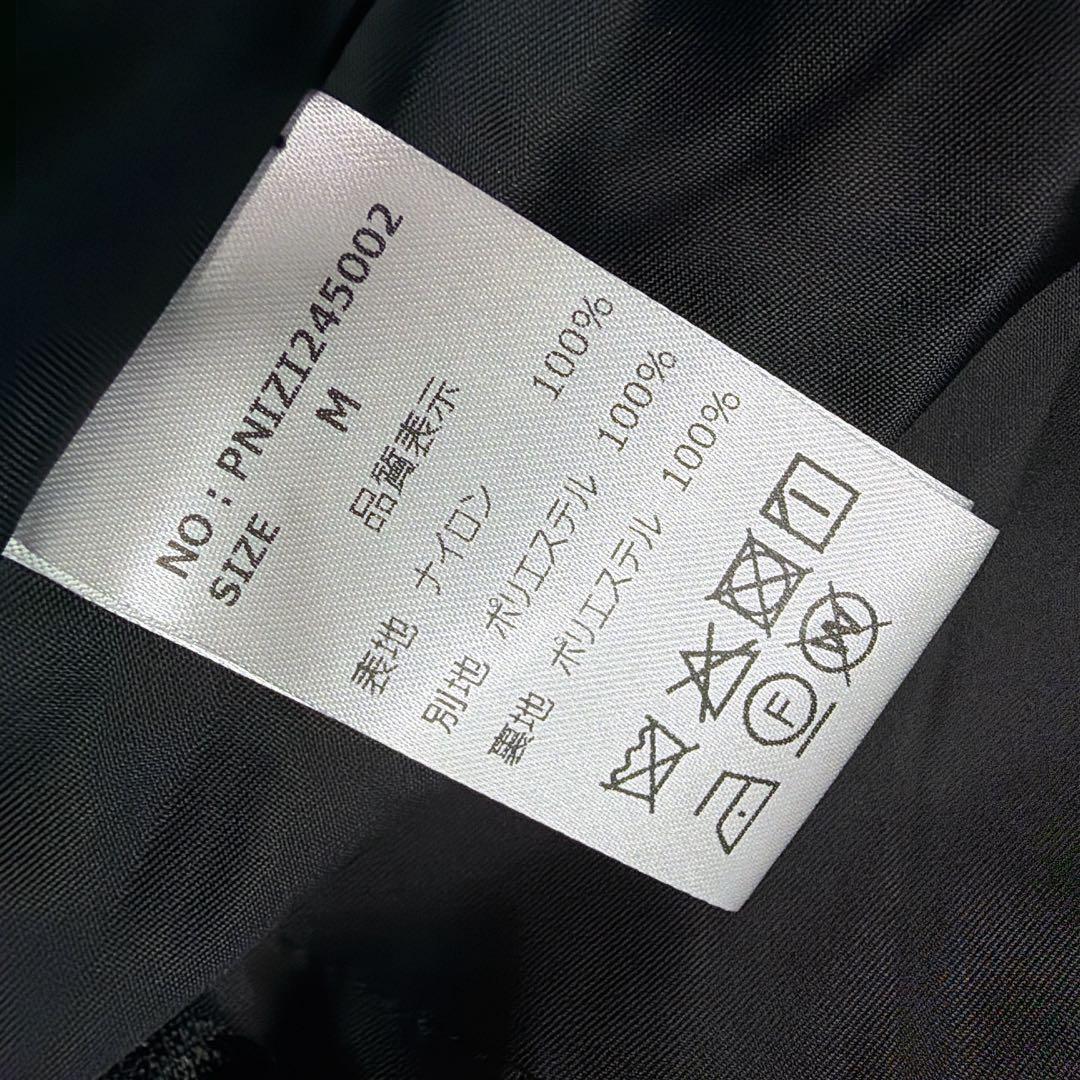 NO：PNIZI245002
SIZE M
品質表示
表地 ナイロン 100%
別地 ポリエステル 100%
裏地 ポリエステル 100%
W
F